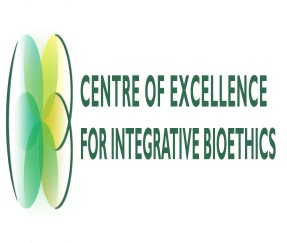 CENTRE OF EXCELLENCE
FOR INTEGRATIVE BIOETHICS